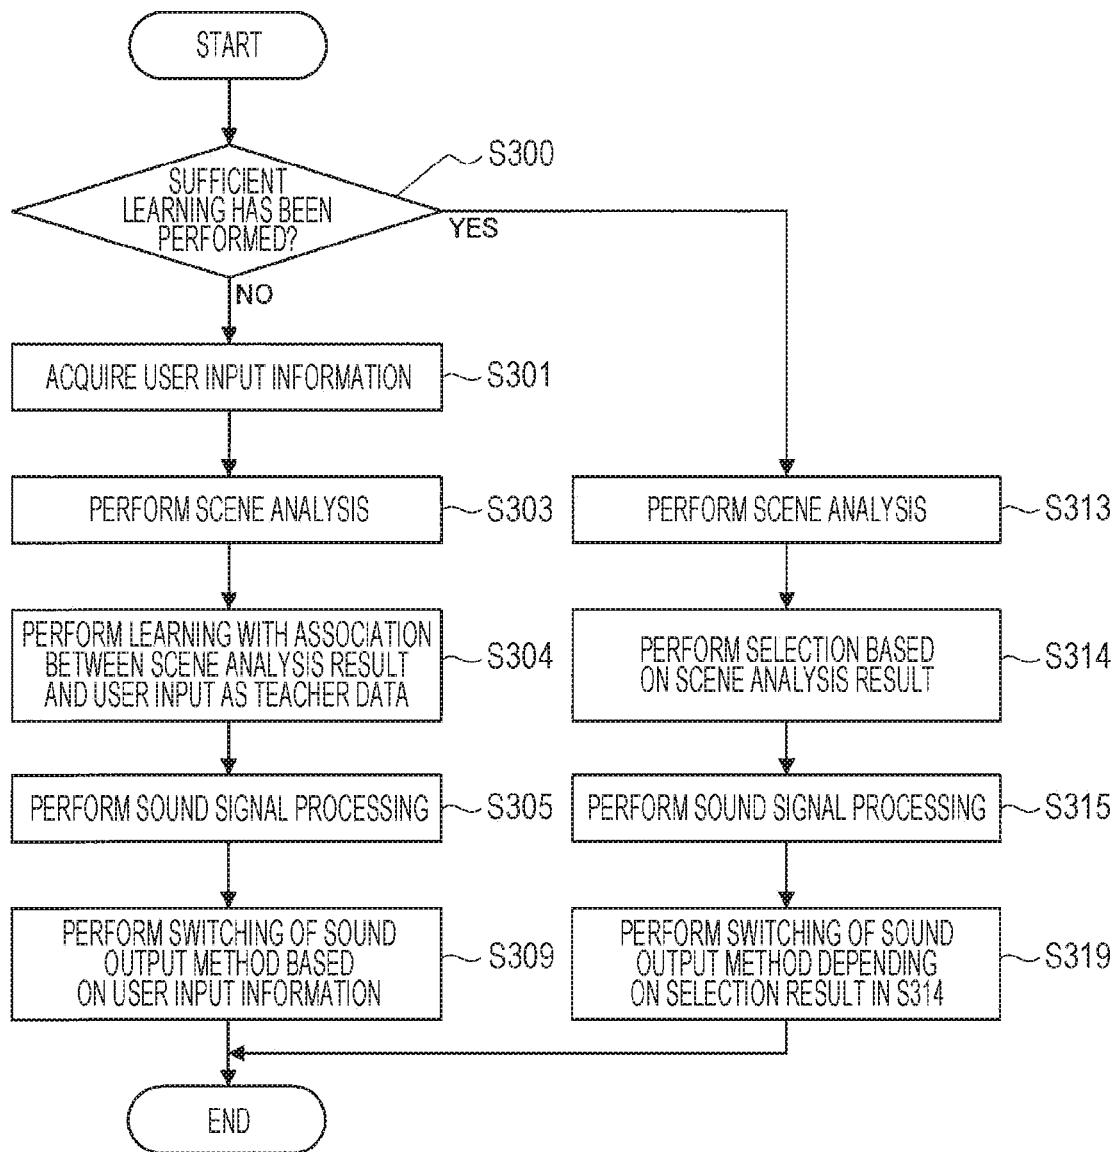 START
SUFFICIENT
LEARNING HAS BEEN
PERFORMED?
S300
YES
NO
ACQUIRE USER INPUT INFORMATION
S301
PERFORM SCENE ANALYSIS
S303
PERFORM LEARNING WITH ASSOCIATION
BETWEEN SCENE ANALYSIS RESULT
AND USER INPUT AS TEACHER DATA
S304
PERFORM SOUND SIGNAL PROCESSING
S305
PERFORM SWITCHING OF SOUND
OUTPUT METHOD BASED
ON USER INPUT INFORMATION
S309
PERFORM SCENE ANALYSIS
S313
PERFORM SELECTION BASED
ON SCENE ANALYSIS RESULT
S314
PERFORM SOUND SIGNAL PROCESSING
S315
PERFORM SWITCHING OF SOUND
OUTPUT METHOD DEPENDING
ON SELECTION RESULT IN S314
S319
END